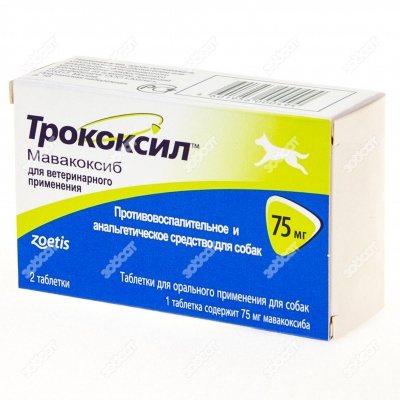 Трококсил™
Мавакоксиб
для ветеринарного
применения
Противовоспалительное и
анальгетическое средство для собак
75 мг
zoetis
2 таблетки
Таблетки для орального применения для собак
1 таблетка содержит 75 мг мавакоксиба